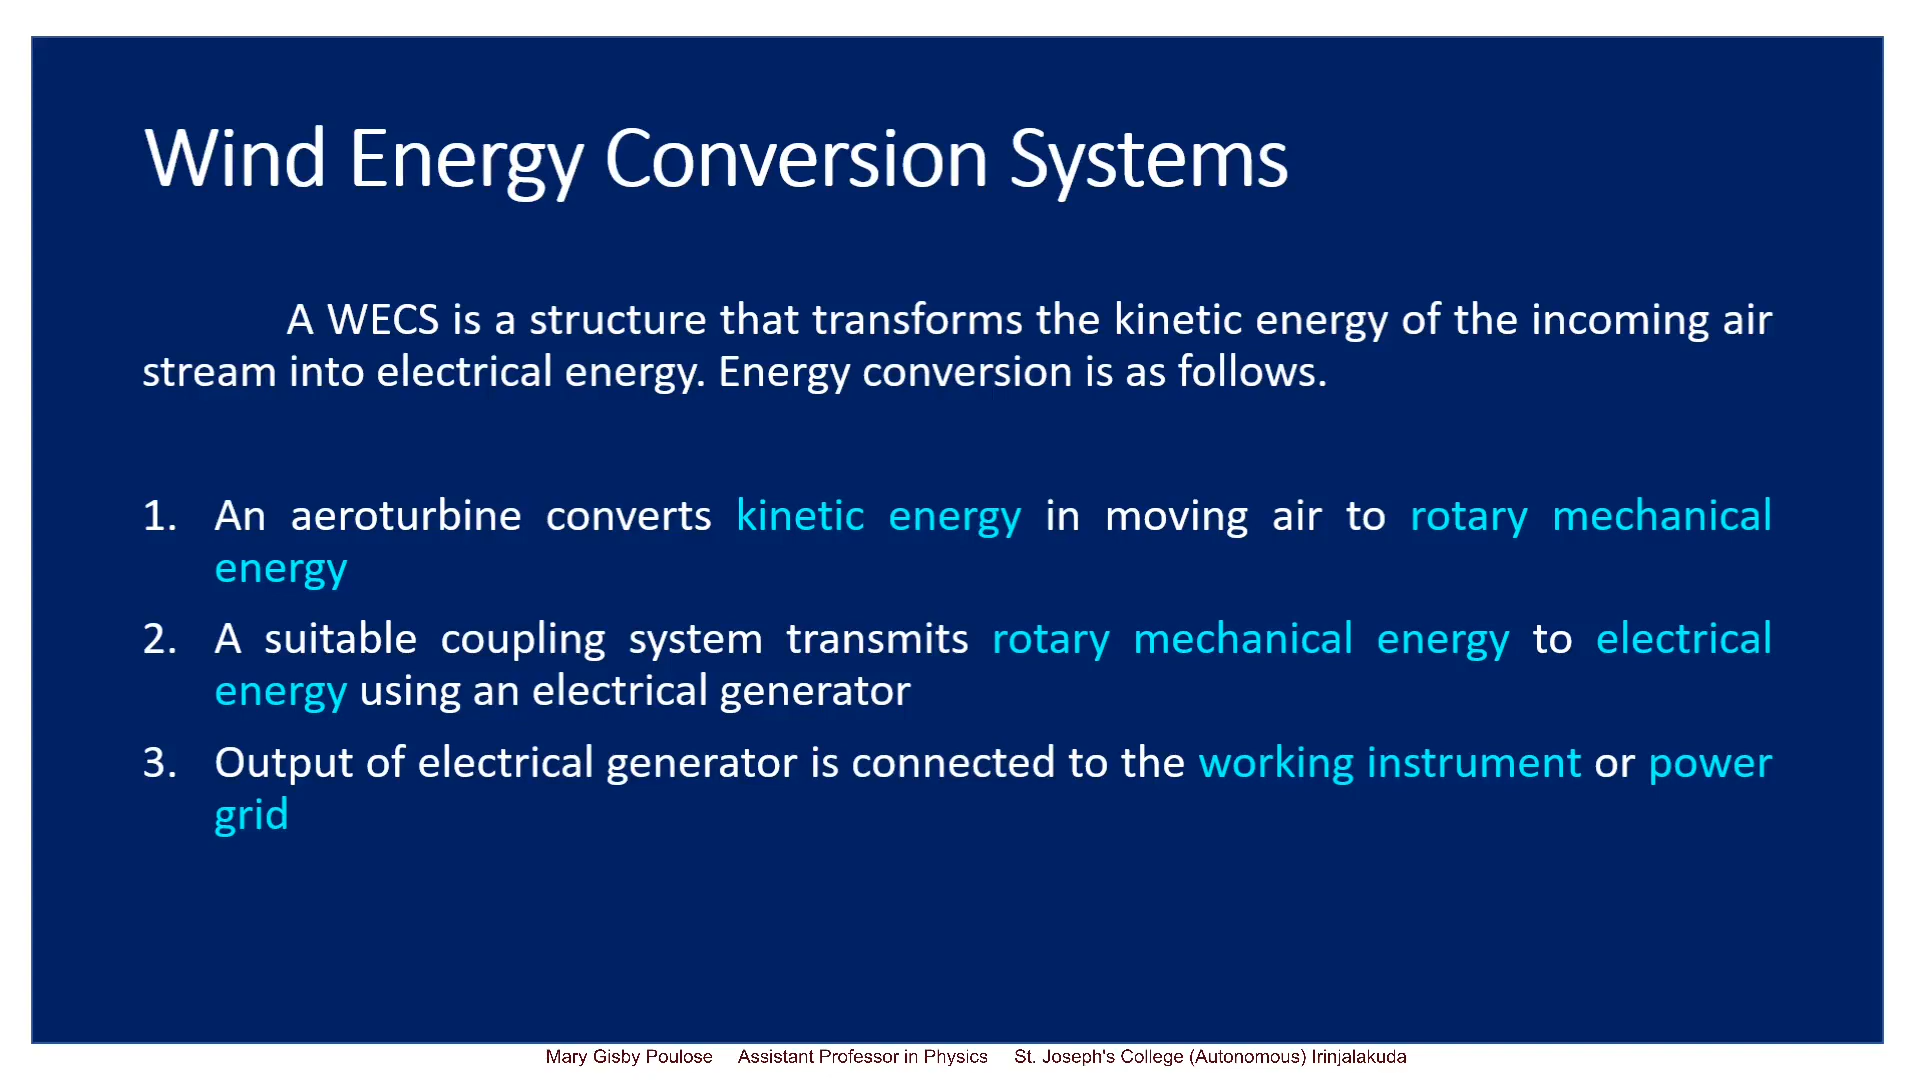 Wind Energy Conversion Systems
A WECS is a structure that transforms the kinetic energy of the incoming air
stream into electrical energy. Energy conversion is as follows.
1. An aeroturbine converts kinetic energy in moving air to rotary mechanical
energy
2. A suitable coupling system transmits rotary mechanical energy to electrical
energy using an electrical generator
3. Output of electrical generator is connected to the working instrument or power
grid
Mary Gisby Poulose Assistant Professor in Physics St. Joseph's College (Autonomous) Irinjalakuda